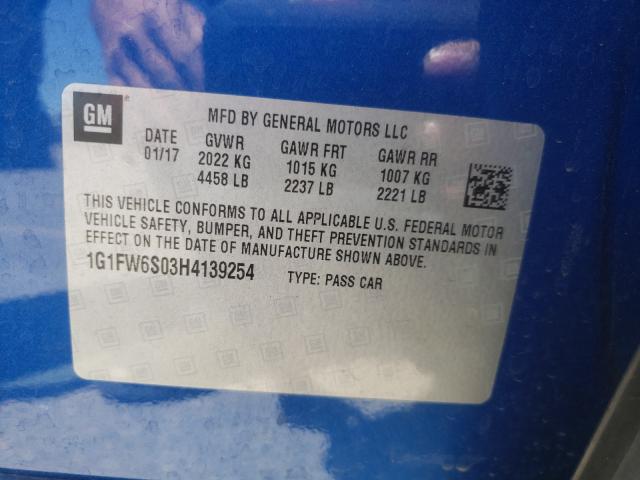 GM
MFD BY GENERAL MOTORS LLC
DATE GVWR GAWR FRT GAWR RR
01/17 2022 KG 1015 KG 1007 KG
4458 LB 2237 LB 2221 LB
THIS VEHICLE CONFORMS TO ALL APPLICABLE U.S. FEDERAL MOTOR
VEHICLE SAFETY, BUMPER, AND THEFT PREVENTION STANDARDS IN
EFFECT ON THE DATE OF MANUFACTURE SHOWN ABOVE.
1G1FW6S03H4139254 TYPE: PASS CAR